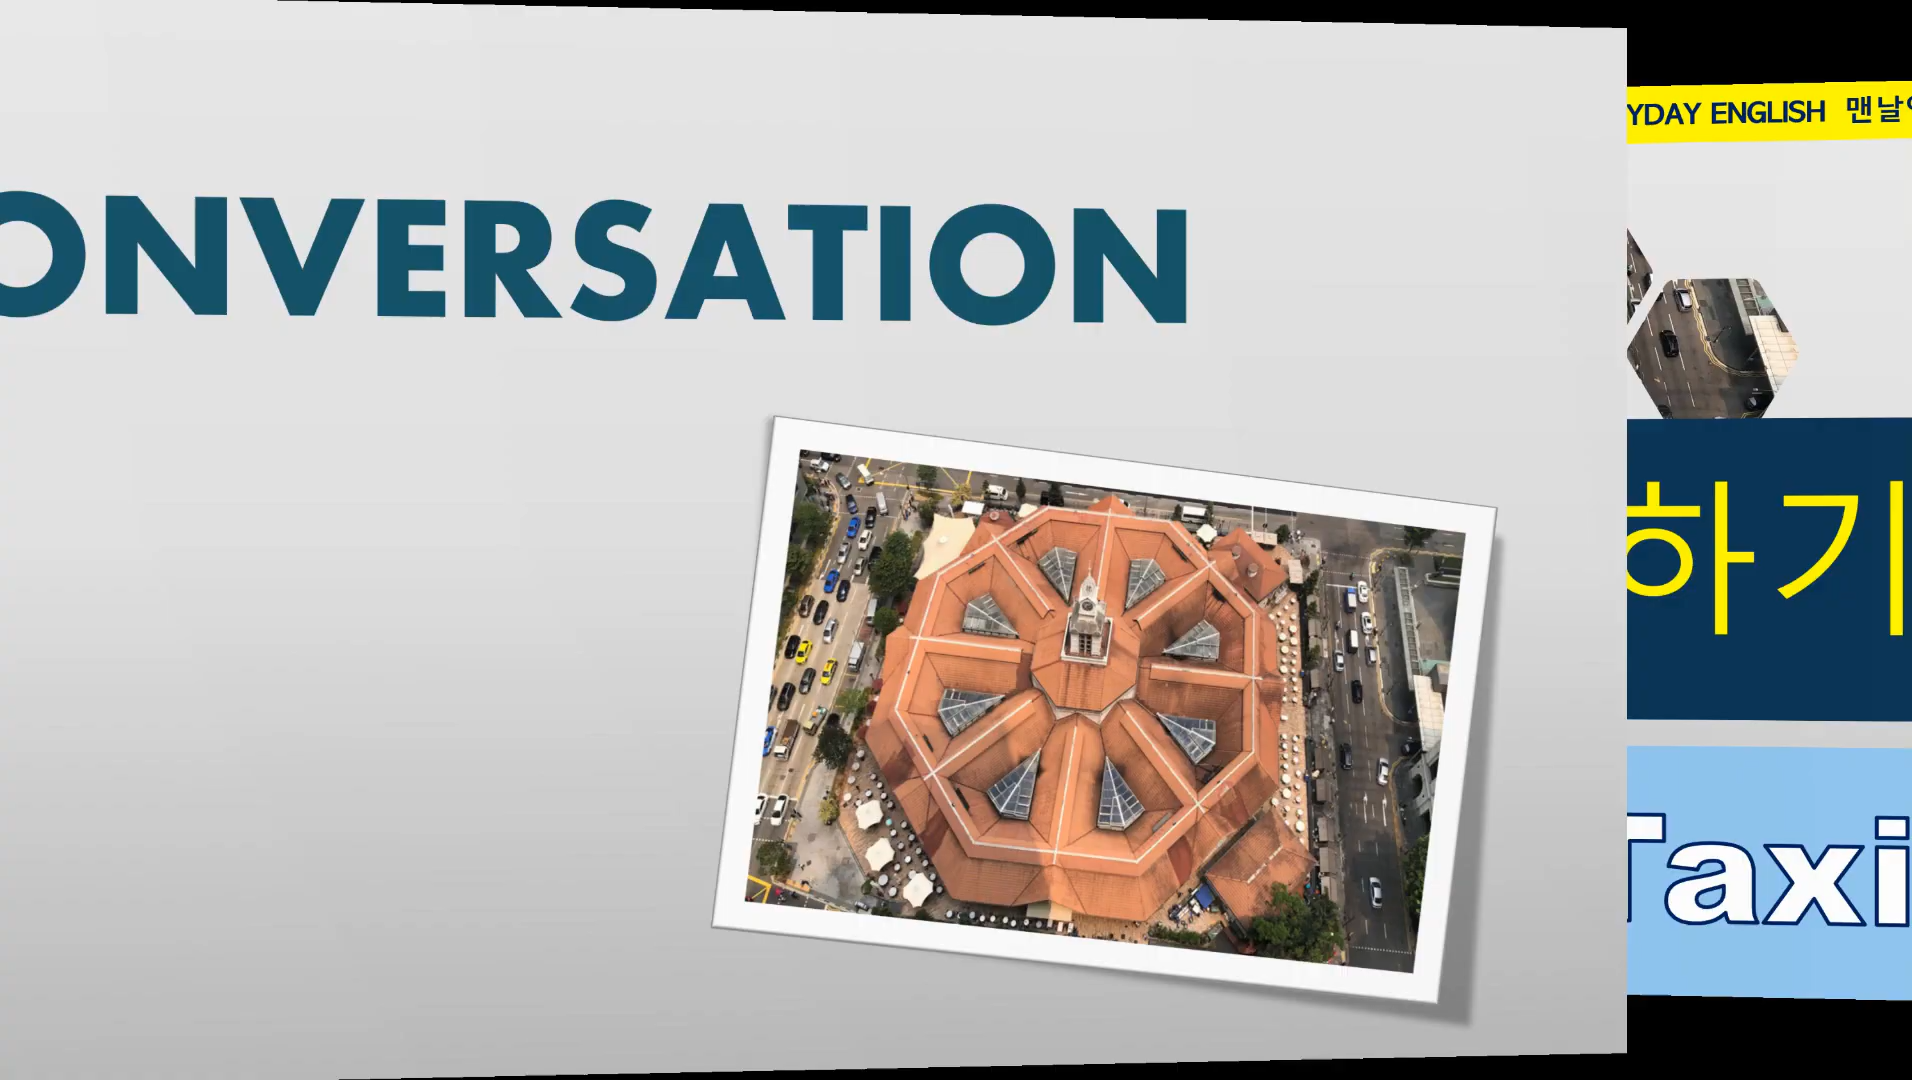 ONVERSATION
YDAY ENGLISH 맨날
하기
Taxi